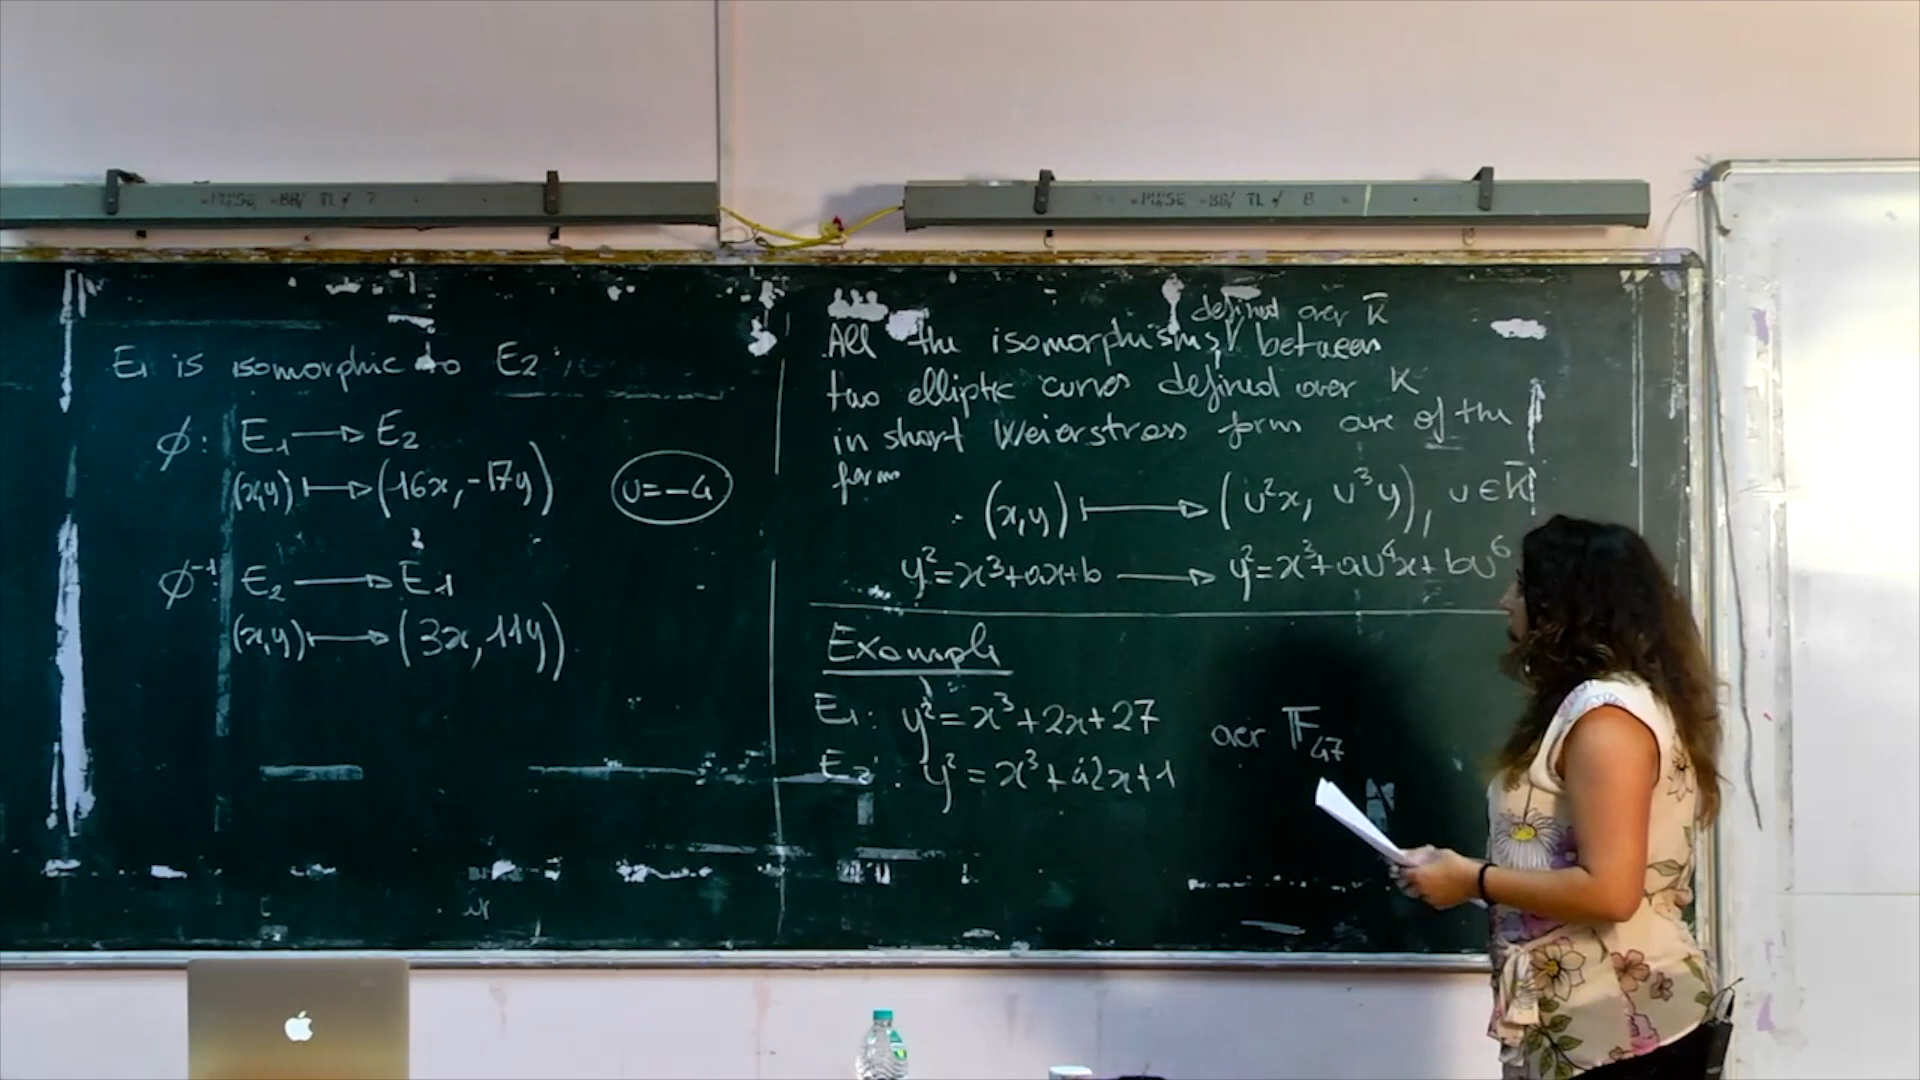 E₁ is isomorphic to E₂ :
φ: E₁ → E₂
(x,y) ↦ (16x, -17y)
u=-4
φ⁻¹: E₂ → E₁
(x,y) ↦ (3x, 11y)
defined over K̄
All the isomorphisms, between
two elliptic curves defined over K
in short Weierstrass form are of the
form
(x,y) ↦ (u²x, u³y), u ∈ K̄
y²=x³+ax+b → y²=x³+au⁴x+bu⁶
Example
E₁: y²=x³+2x+27
over 𝔽₄₇
E₂: y²=x³+42x+1